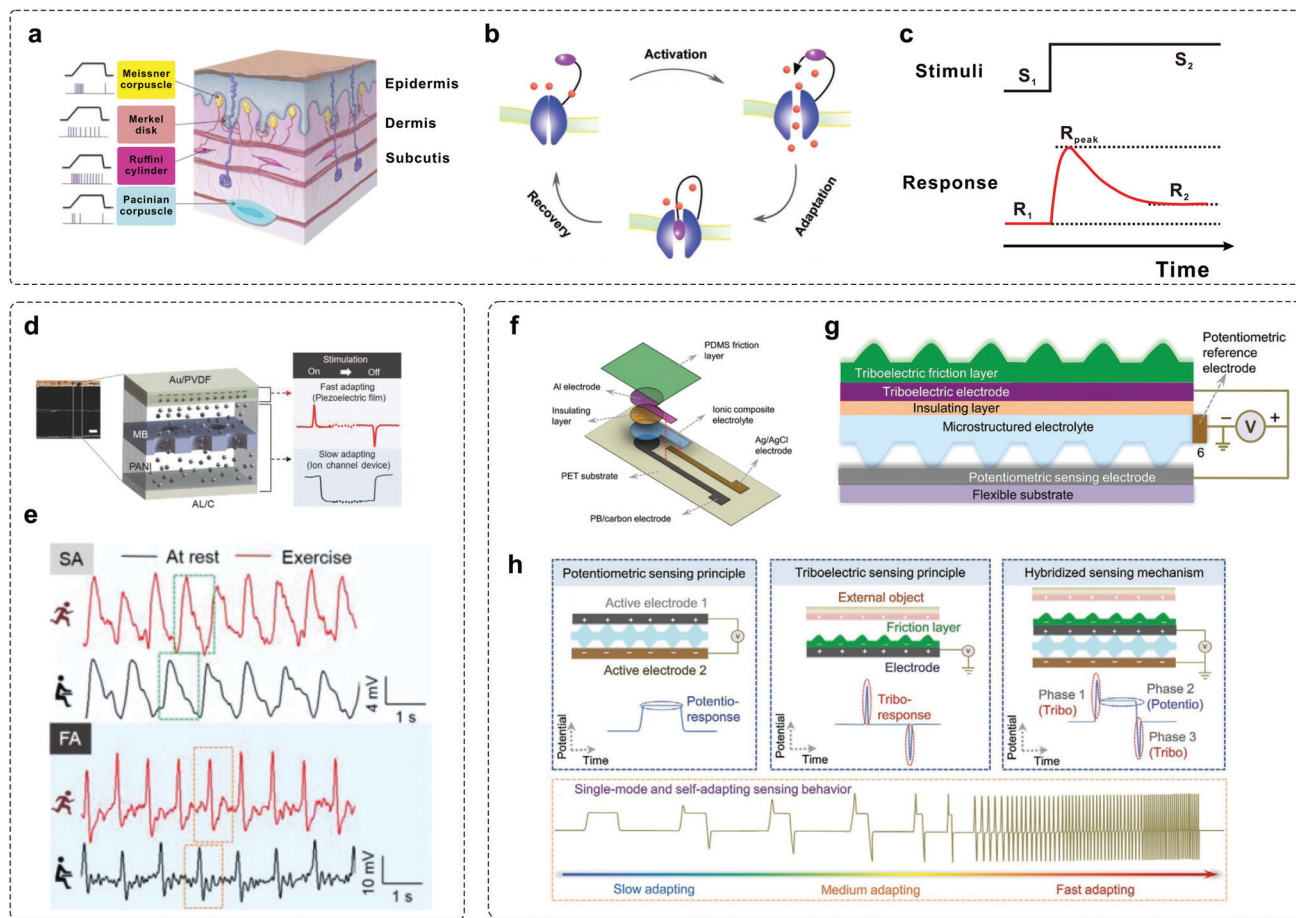 a
Meissner
corpuscle
Merkel
disk
Ruffini
cylinder
Pacinian
corpuscle
Epidermis
Dermis
Subcutis
b
Activation
Adaptation
Recovery
c
Stimuli
S1
S2
Rpeak
Response
R1
R2
Time
d
Au/PVDF
MB
PANI
AL/C
Stimulation
On
Off
Fast adapting
(Piezoelectric film)
Slow adapting
(Ion channel device)
e
SA
At rest
Exercise
4 mV
1 s
FA
10 mV
1 s
f
PDMS friction
layer
Al electrode
Insulating
layer
Ionic composite
electrolyte
Ag/AgCl
electrode
PET substrate
PB/carbon electrode
g
Potentiometric
reference
electrode
Triboelectric friction layer
Triboelectric electrode
Insulating layer
Microstructured electrolyte
Potentiometric sensing electrode
Flexible substrate
6
− V +
h
Potentiometric sensing principle
Active electrode 1
+ + + + + +
V
− − − − − −
Active electrode 2
Potentio-
response
Potential
Time
Triboelectric sensing principle
External object
Friction layer
Electrode
V
Tribo-
response
Potential
Time
Hybridized sensing mechanism
V
Phase 1
(Tribo)
Phase 2
(Potentio)
Phase 3
(Tribo)
Potential
Time
Single-mode and self-adapting sensing behavior
Slow adapting
Medium adapting
Fast adapting